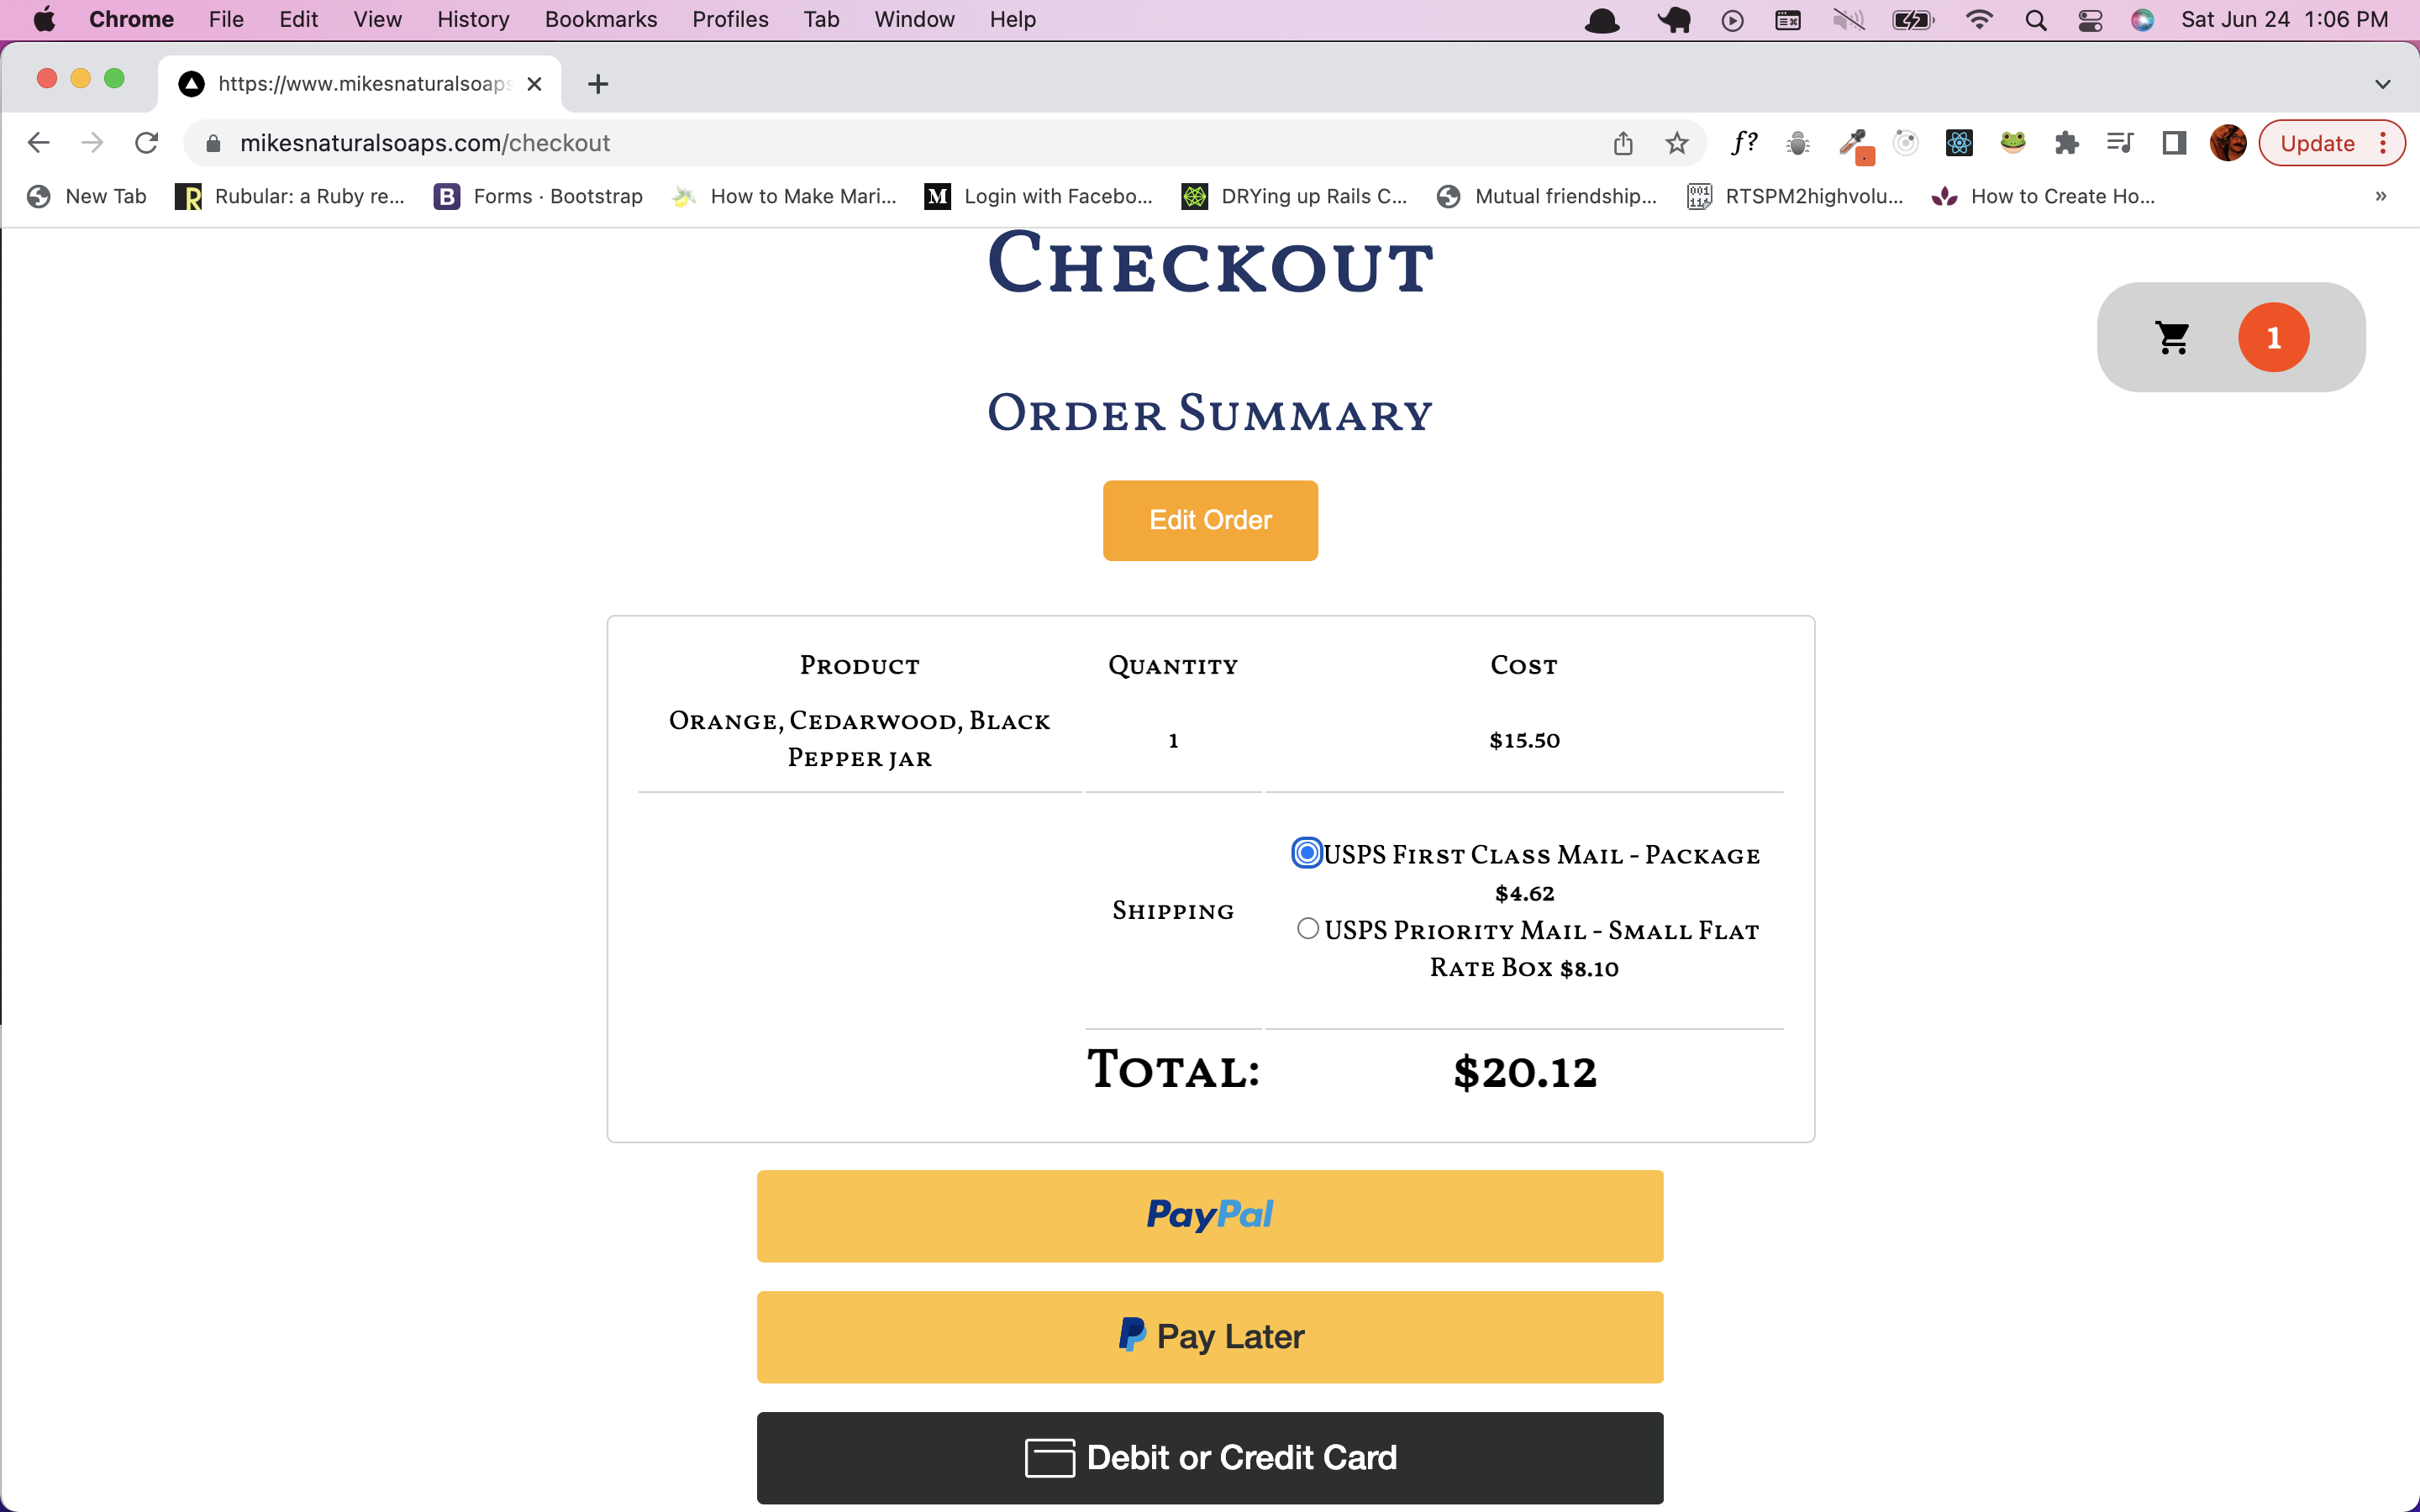 Chrome File Edit View History Bookmarks Profiles Tab Window Help Sat Jun 24 1:06 PM
https://www.mikesnaturalsoaps
mikesnaturalsoaps.com/checkout f? Update
New Tab Rubular: a Ruby re... Forms · Bootstrap How to Make Mari... Login with Facebo... DRYing up Rails C... Mutual friendship... RTSPM2highvolu... How to Create Ho... »
Checkout
1
Order Summary
Edit Order
Product Quantity Cost
Orange, Cedarwood, Black
Pepper jar
1 $15.50
USPS First Class Mail - Package
$4.62
Shipping
USPS Priority Mail - Small Flat
Rate Box $8.10
Total: $20.12
PayPal
Pay Later
Debit or Credit Card